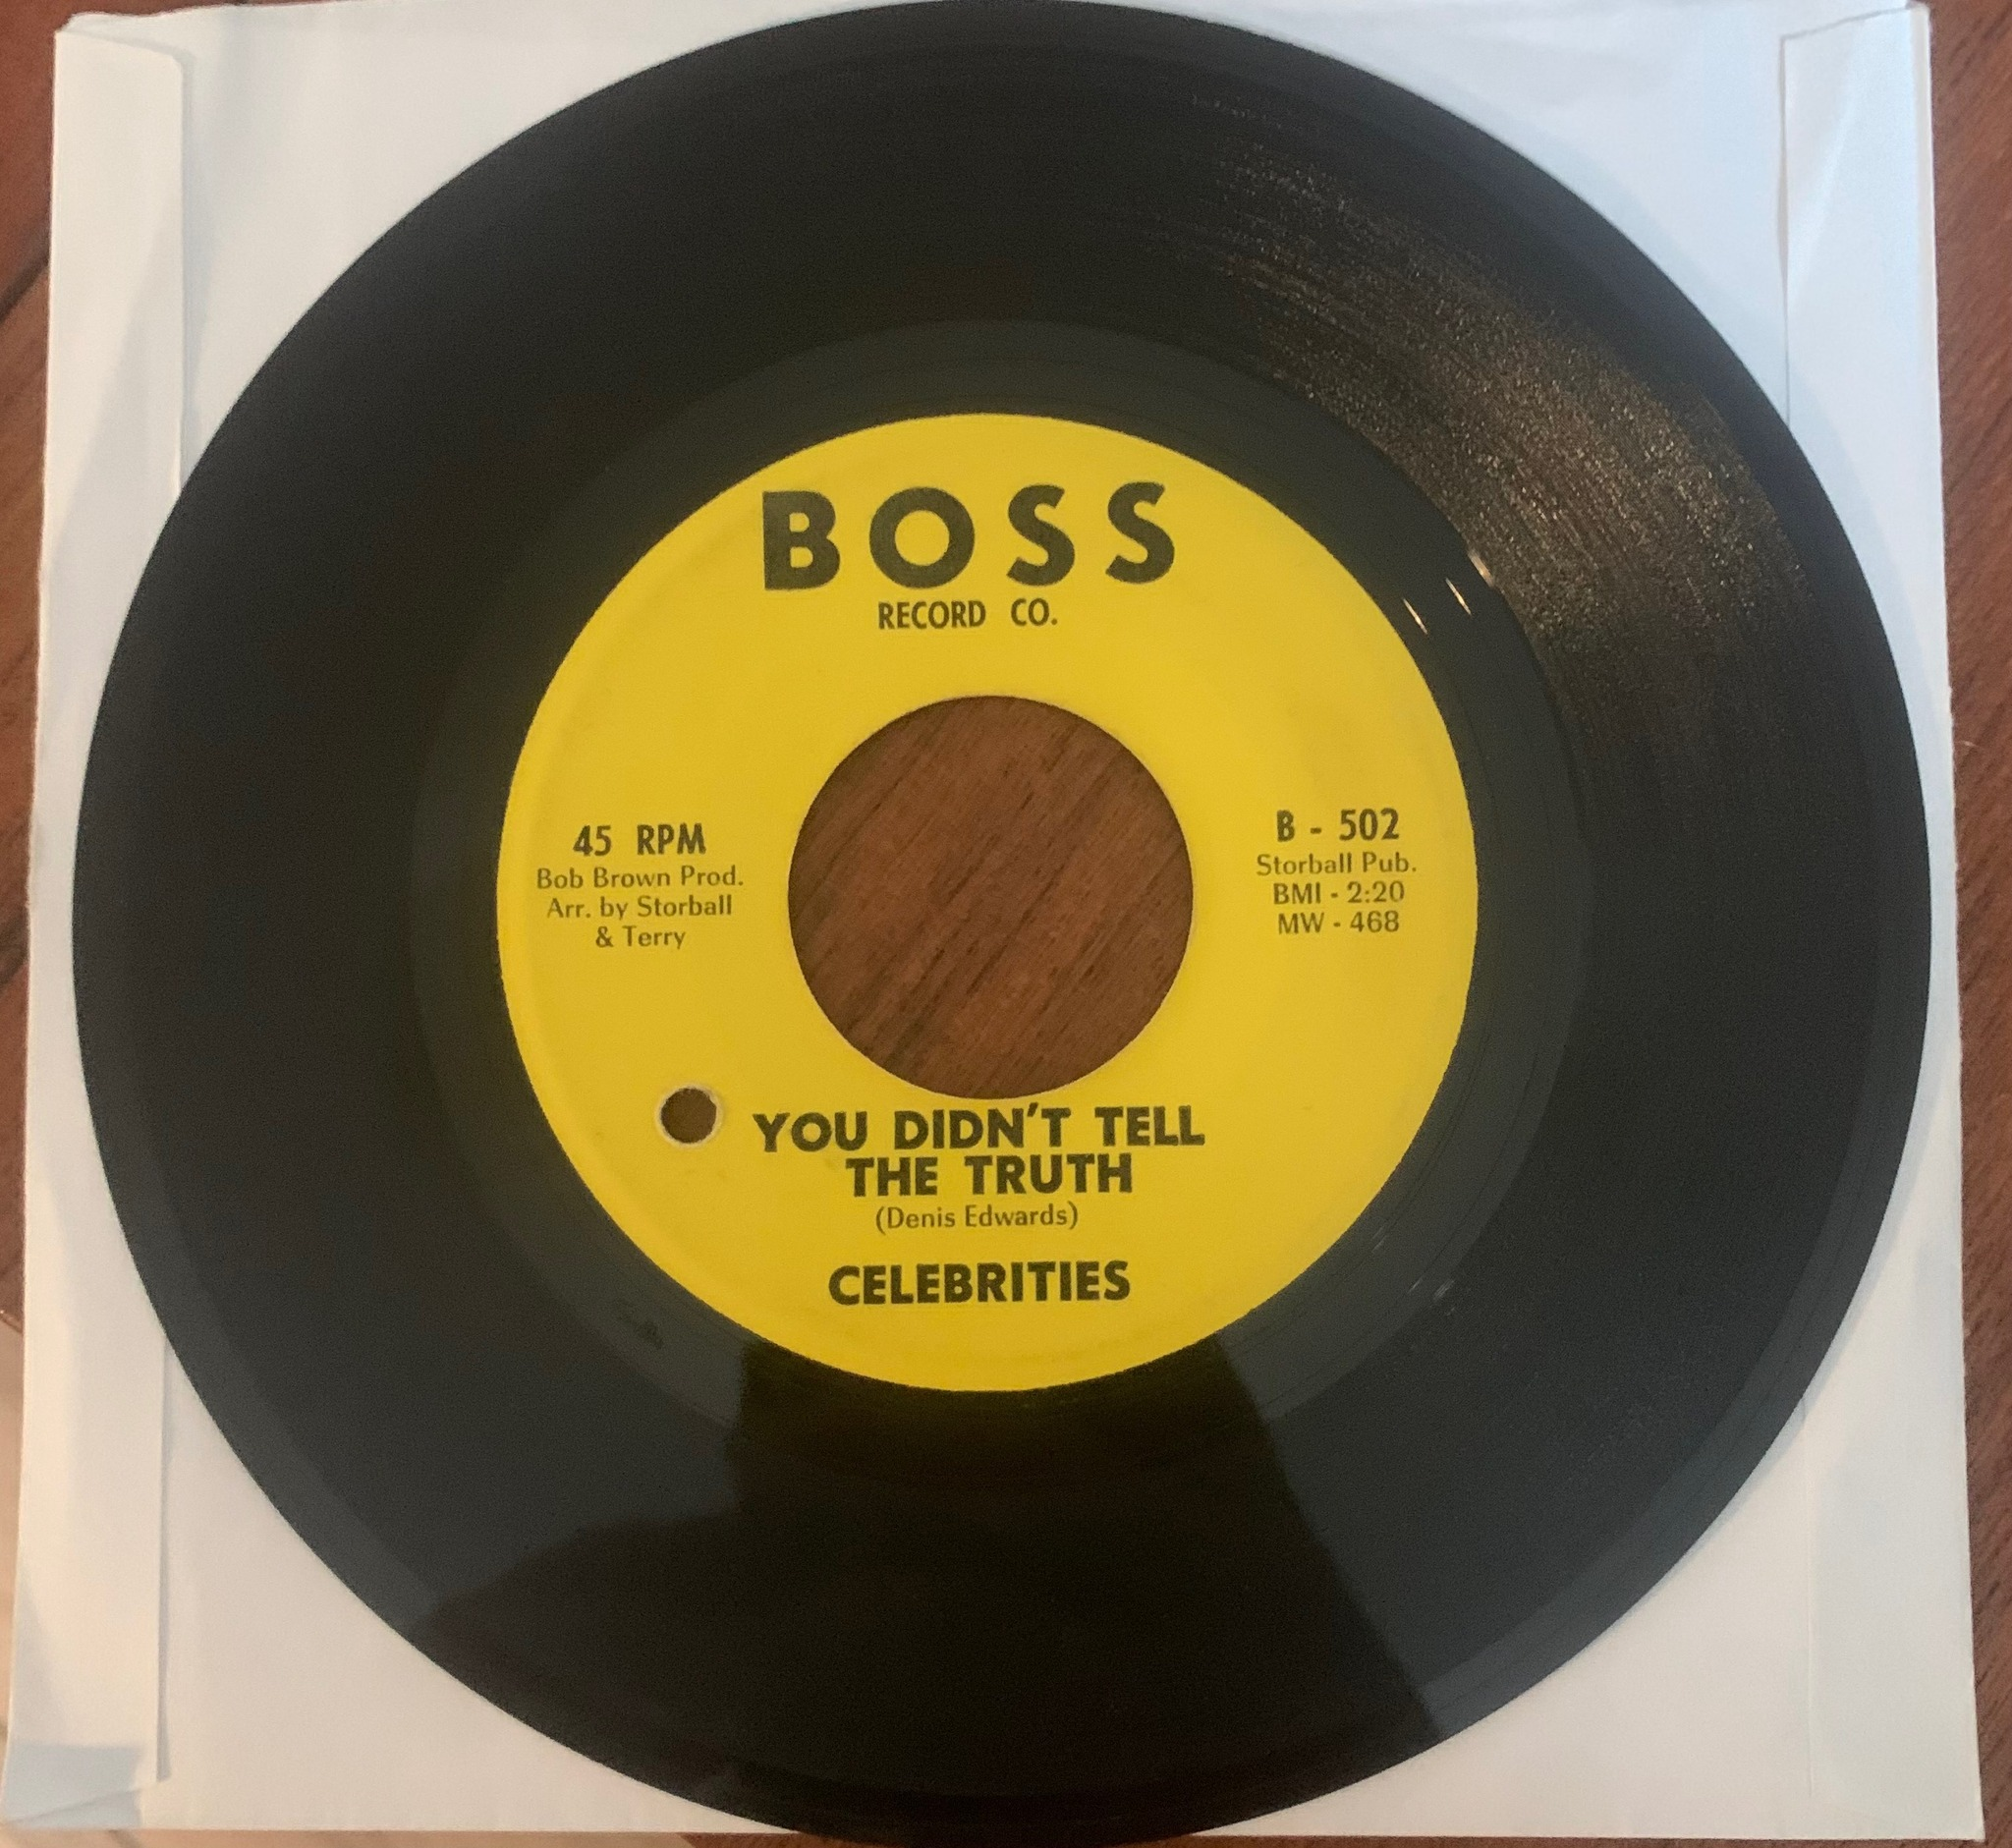 BOSS
RECORD CO.
45 RPM
Bob Brown Prod.
Arr. by Storball
& Terry
B - 502
Storball Pub.
BMI - 2:20
MW - 468
YOU DIDN'T TELL
THE TRUTH
(Denis Edwards)
CELEBRITIES